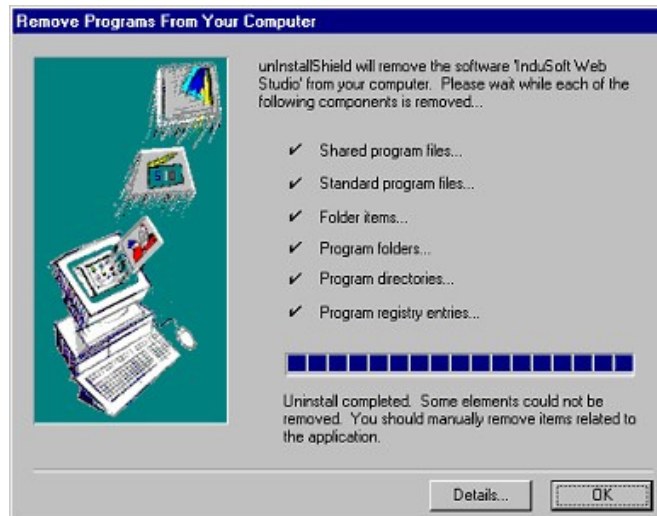 Remove Programs From Your Computer
unInstallShield will remove the software 'InduSoft Web
Studio' from your computer. Please wait while each of the
following components is removed...
✔ Shared program files...
✔ Standard program files...
✔ Folder items...
✔ Program folders...
✔ Program directories...
✔ Program registry entries...
Uninstall completed. Some elements could not be
removed. You should manually remove items related to
the application.
Details...
OK